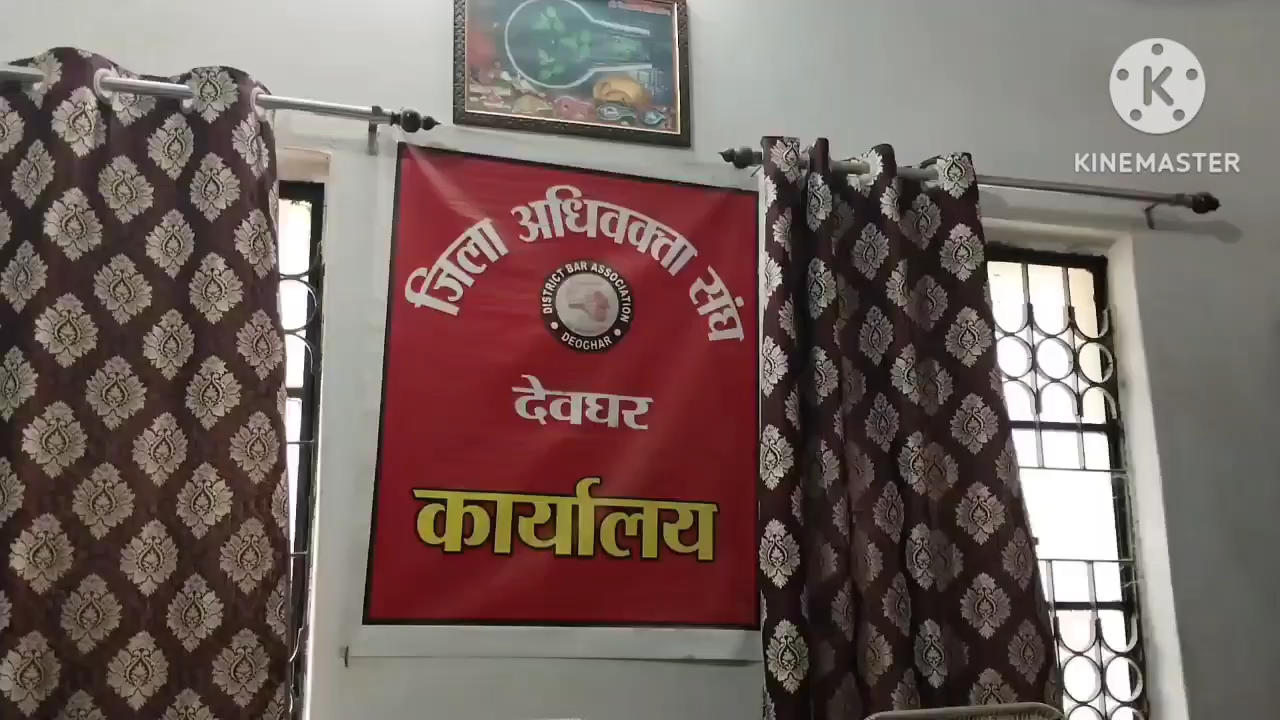 जिला अधिवक्ता संघ
DISTRICT BAR ASSOCIATION
DEOGHAR
देवघर
कार्यालय
K
KINEMASTER